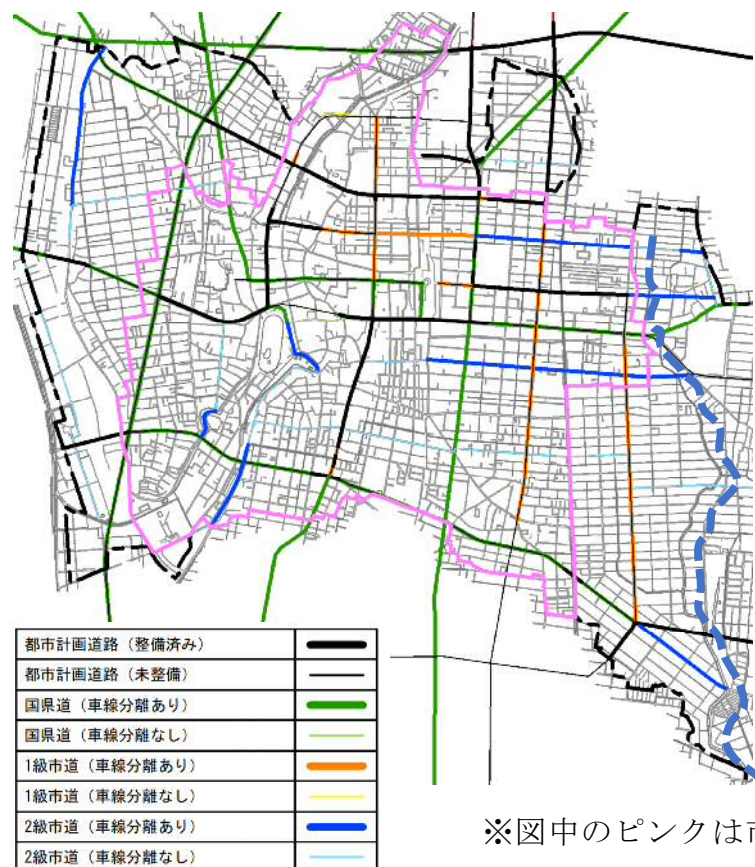 都市計画道路（整備済み）
都市計画道路（未整備）
国県道（車線分離あり）
国県道（車線分離なし）
1級市道（車線分離あり）
1級市道（車線分離なし）
2級市道（車線分離あり）
2級市道（車線分離なし）
※図中のピンクは市